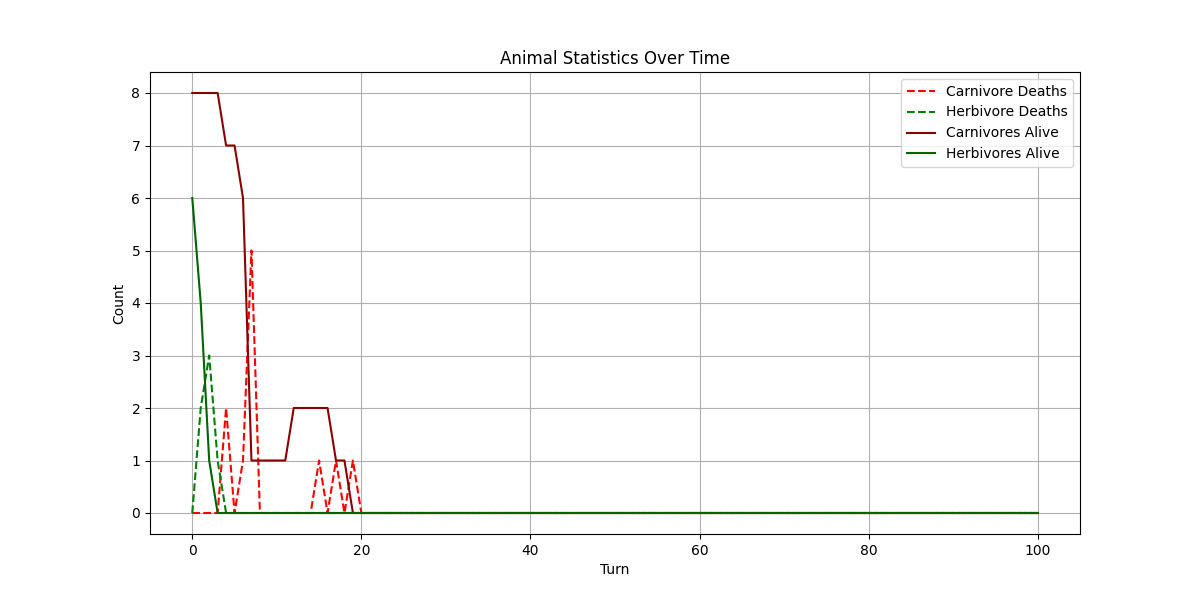 Animal Statistics Over Time
Carnivore Deaths
Herbivore Deaths
Carnivores Alive
Herbivores Alive
Count
8
7
6
5
4
3
2
1
0
0 20 40 60 80 100
Turn